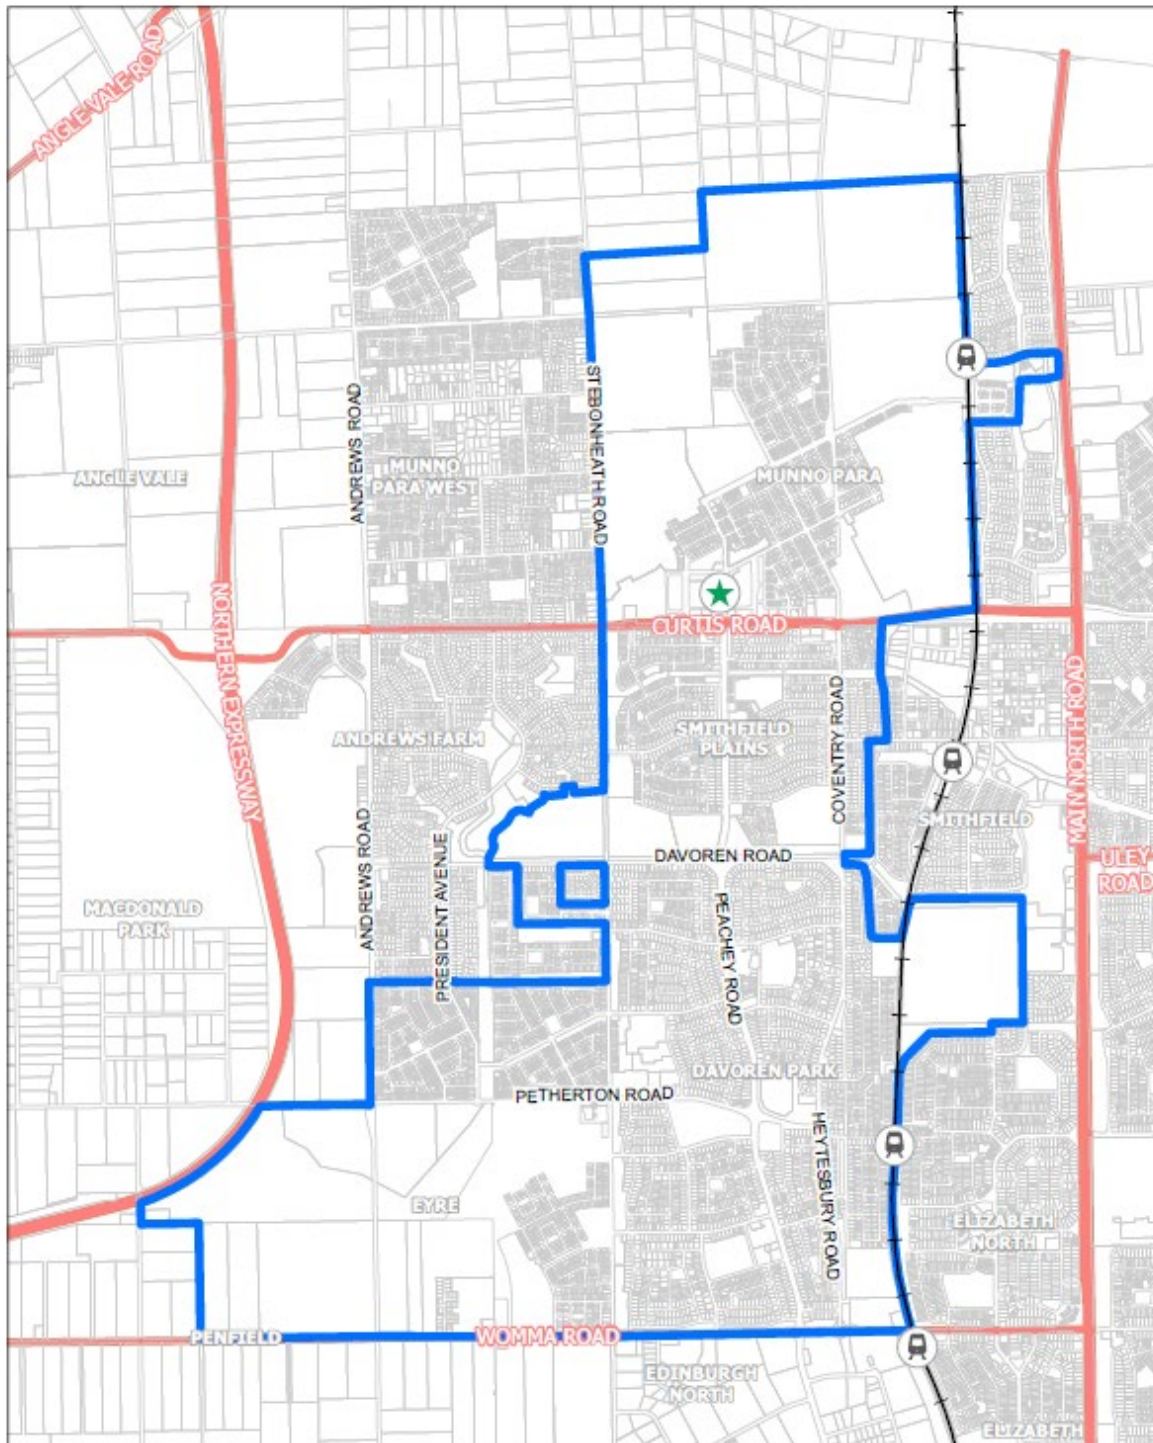 ANGLE VALE ROAD
STEBONHEATH ROAD
ANDREWS ROAD
MUNNO
PARA WEST
ANGLE VALE
MUNNO PARA
NORTHERN EXPRESSWAY
CURTIS ROAD
MAIN NORTH ROAD
COVENTRY ROAD
SMITHFIELD
PLAINS
ANDREWS FARM
SMITHFIELD
ANDREWS ROAD
PRESIDENT AVENUE
DAVOREN ROAD
ULEY
ROAD
MACDONALD
PARK
PEACHEY ROAD
DAVOREN PARK
PETHERTON ROAD
HEYTESBURY ROAD
EYRE
ELIZABETH
NORTH
PENFIELD
WOMMA ROAD
EDINBURGH
NORTH
ELIZABETH